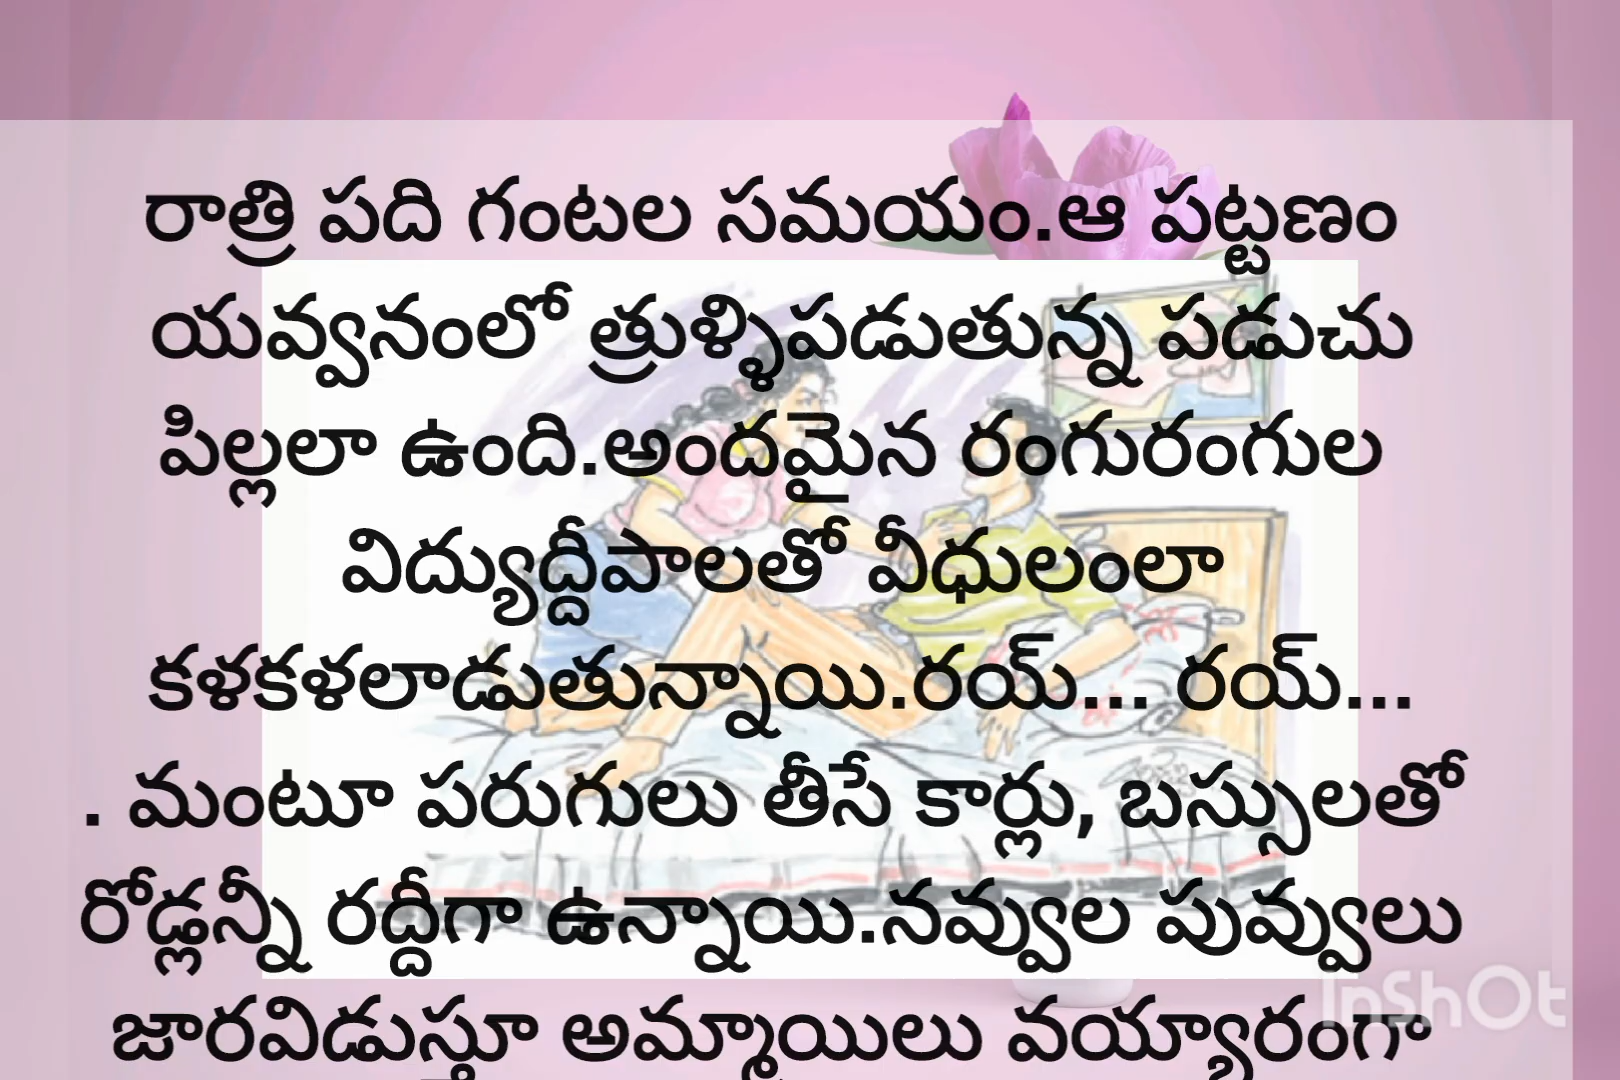 రాత్రి పది గంటల సమయం.ఆ పట్టణం
యవ్వనంలో త్రుళ్ళిపడుతున్న పడుచు
పిల్లలా ఉంది.అందమైన రంగురంగుల
విద్యుద్దీపాలతో వీధులంలా
కళకళలాడుతున్నాయి.రయ్... రయ్...
. మంటూ పరుగులు తీసే కార్లు, బస్సులతో
రోడ్లన్నీ రద్దీగా ఉన్నాయి.నవ్వుల పువ్వులు
జారవిడుస్తూ అమ్మాయిలు వయ్యారంగా
InShOt